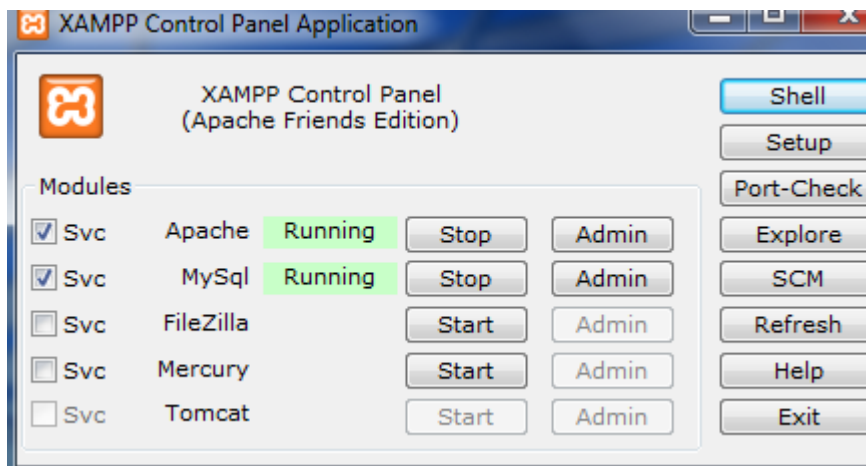 XAMPP Control Panel Application
XAMPP Control Panel
(Apache Friends Edition)
Modules
Svc Apache Running Stop Admin
Svc MySql Running Stop Admin
Svc FileZilla Start Admin
Svc Mercury Start Admin
Svc Tomcat Start Admin
Shell
Setup
Port-Check
Explore
SCM
Refresh
Help
Exit